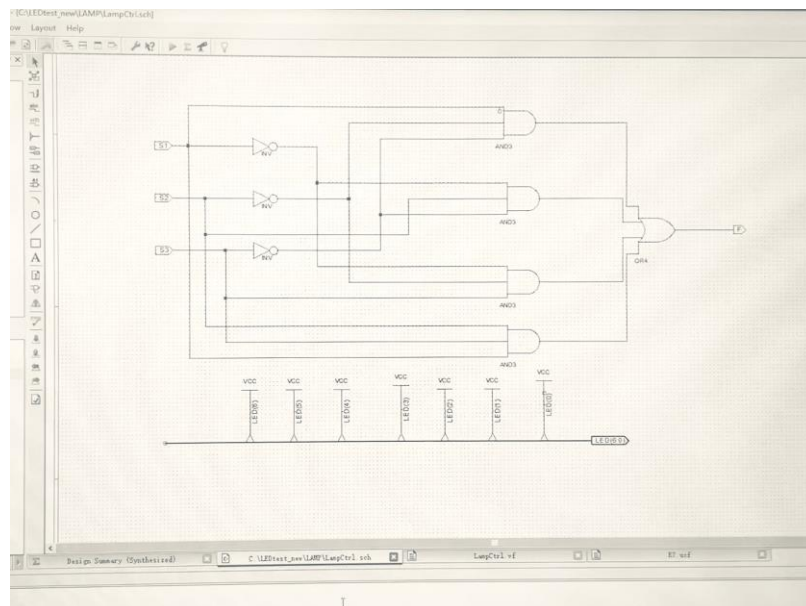 - [C:\LEDtest_new\LAMP\LampCtrl.sch]
ow Layout Help
S1
INV
AND3
S2
INV
AND3
F
S3
INV
OR4
AND3
AND3
VCC VCC VCC VCC VCC VCC VCC
LED(6) LED(5) LED(4) LED(3) LED(2) LED(1) LED(0)
LED(6:0)
Design Summary (Synthesized) C:\LEDtest_new\LAMP\LampCtrl.sch LampCtrl.vf K7.ucf